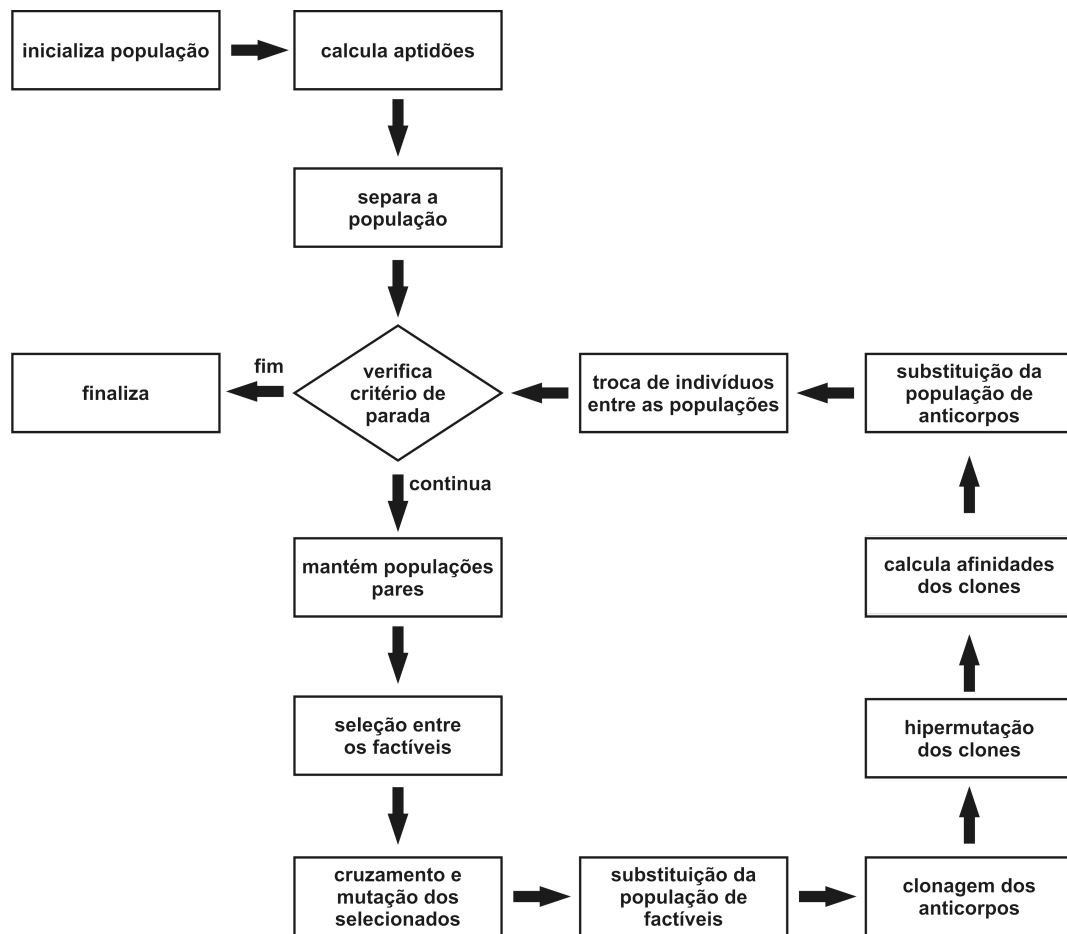 inicializa população
calcula aptidões
separa a
população
fim
finaliza
verifica
critério de
parada
troca de indivíduos
entre as populações
substituição da
população de
anticorpos
continua
mantém populações
pares
calcula afinidades
dos clones
seleção entre
os factíveis
hipermutação
dos clones
cruzamento e
mutação dos
selecionados
substituição da
população de
factíveis
clonagem dos
anticorpos